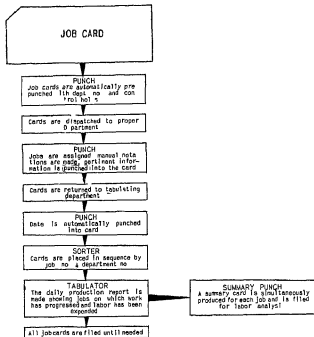 JOB CARD
PUNCH
Job cards are automatically pre
punched dept no and con
Cards are dispatched to proper
D partment
PUNCH
Jobs are assigned manual nota
tions are made, pertinent infor-
mation is punched into the card
Cards are returned to tabulating
department
PUNCH
Date is automatically punched
into card
SORTER
Cards are placed in sequence by
job no & department no
TABULATOR
The daily production report is
made showing jobs on which work
has progressed and labor has been
expended
SUMMARY PUNCH
A summary card is simultaneously
produced for each job and is filed
for labor analysi
All job cards are filed until needed